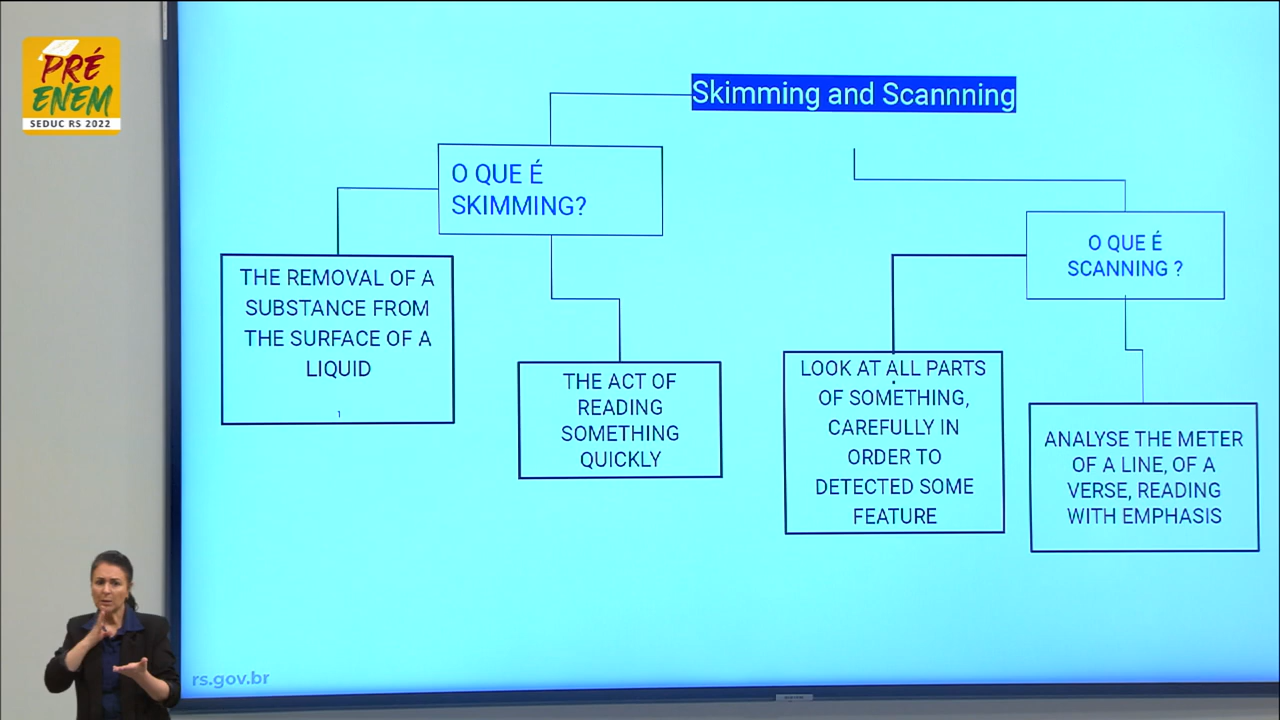 PRÉ
ENEM
SEDUC RS 2022
Skimming and Scannning
O QUE É
SKIMMING?
THE REMOVAL OF A
SUBSTANCE FROM
THE SURFACE OF A
LIQUID
1
THE ACT OF
READING
SOMETHING
QUICKLY
O QUE É
SCANNING ?
LOOK AT ALL PARTS
OF SOMETHING,
CAREFULLY IN
ORDER TO
DETECTED SOME
FEATURE
ANALYSE THE METER
OF A LINE, OF A
VERSE, READING
WITH EMPHASIS
rs.gov.br